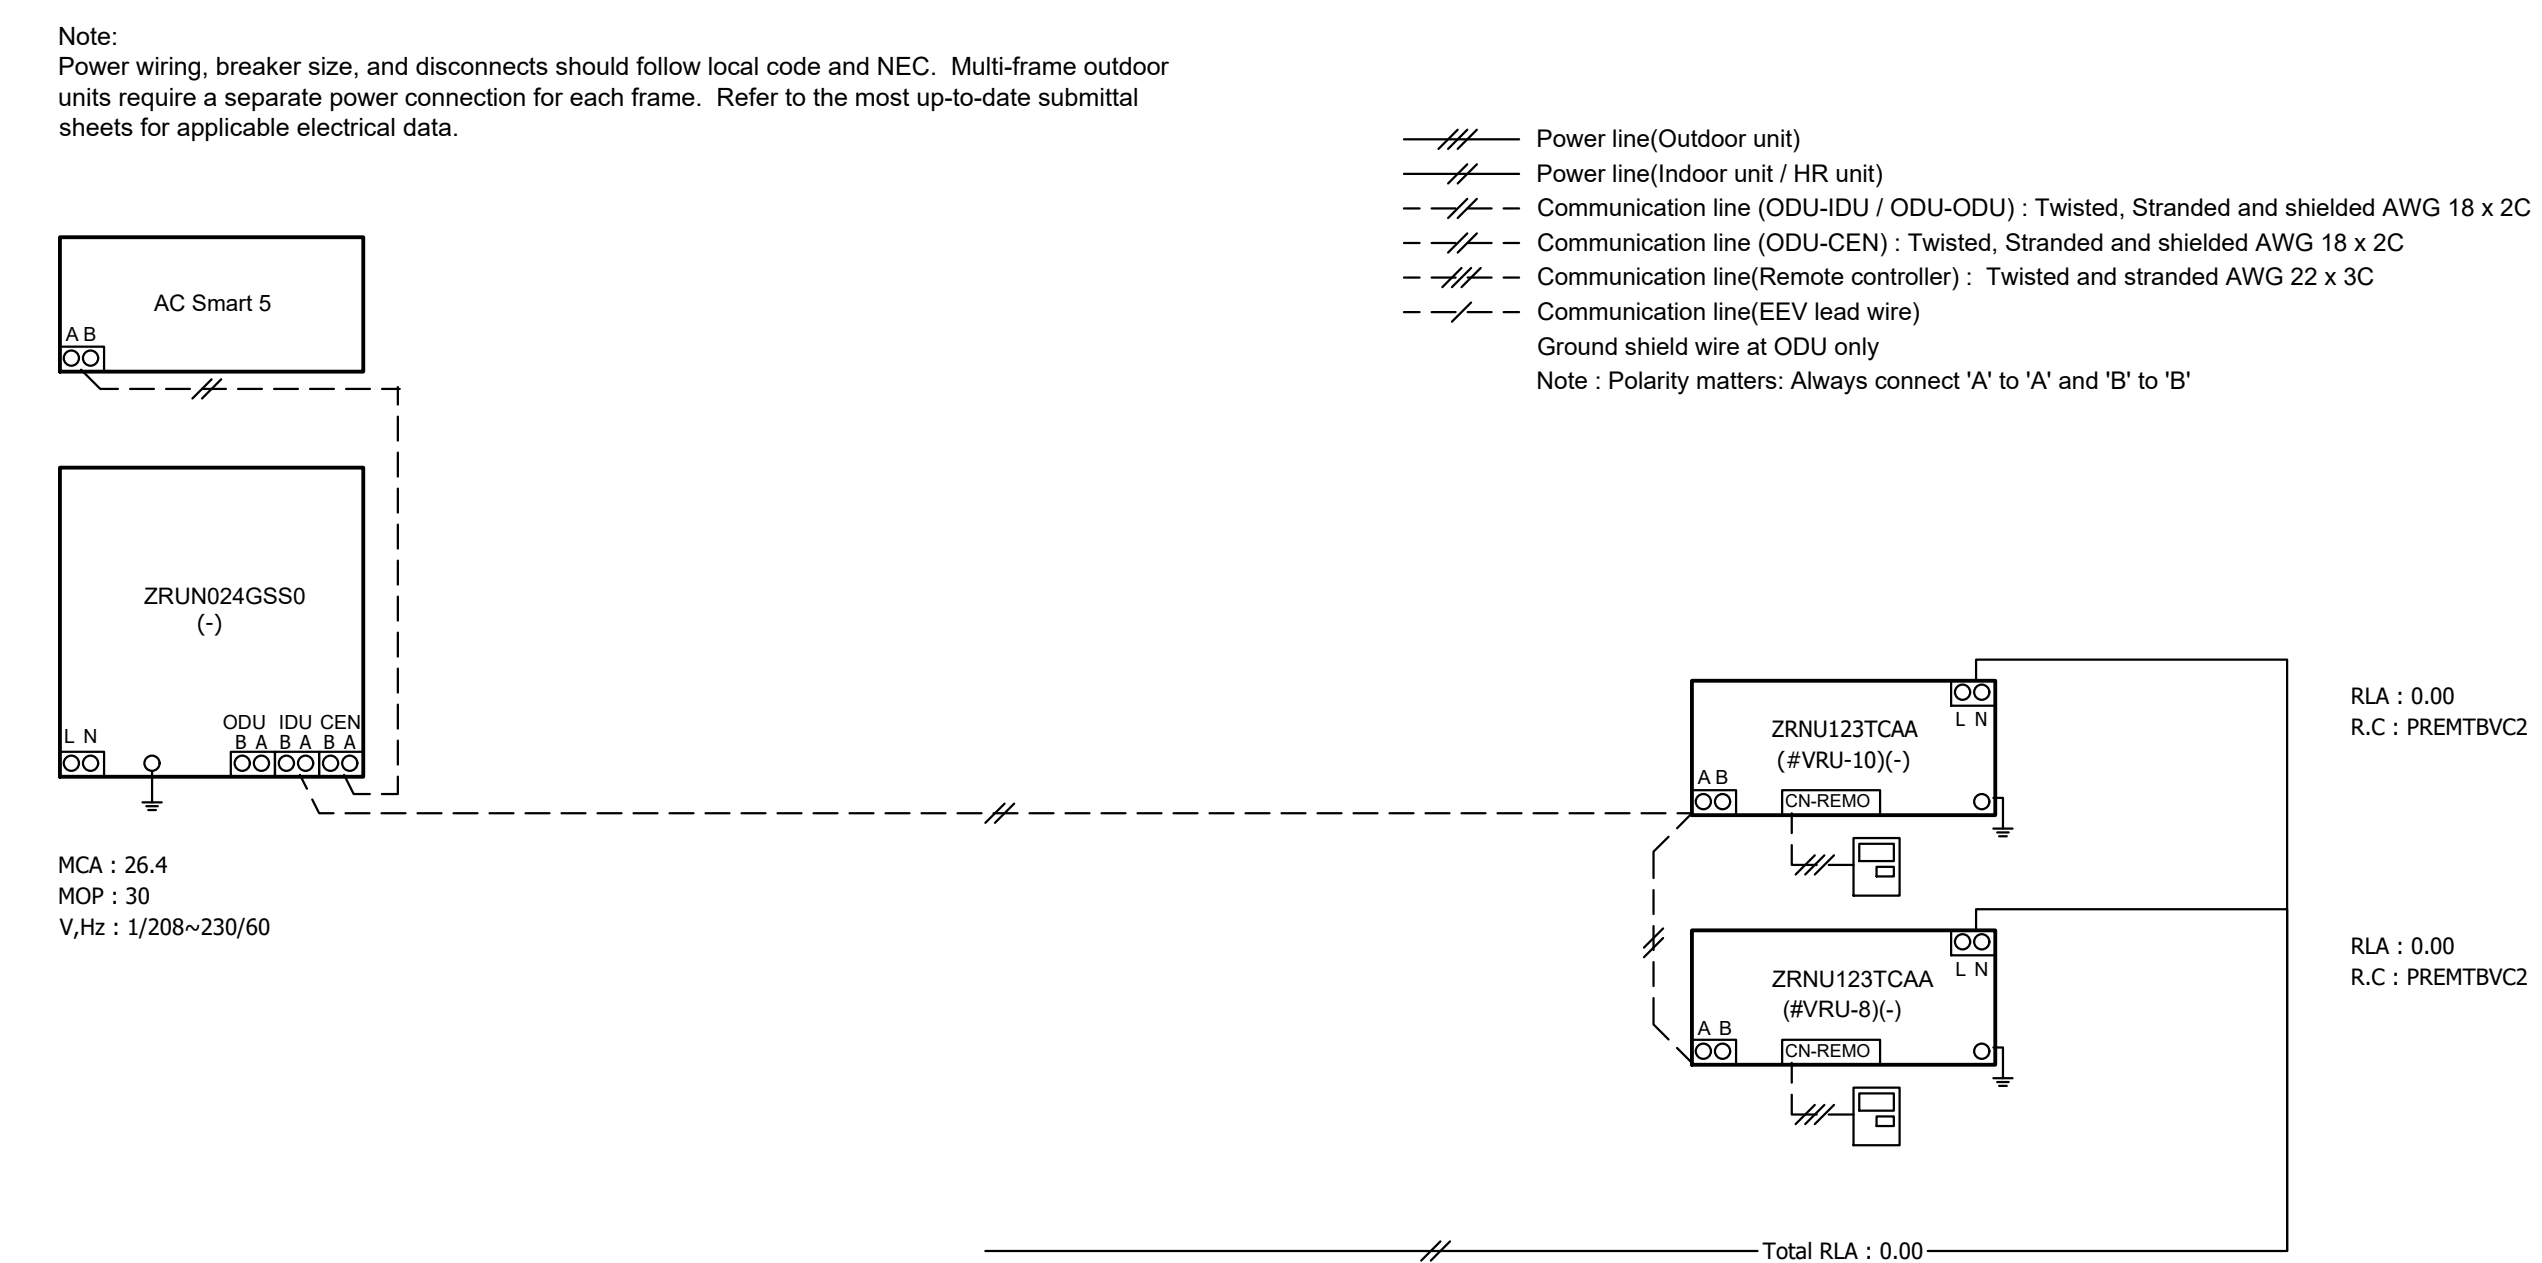 Note:
Power wiring, breaker size, and disconnects should follow local code and NEC.  Multi-frame outdoor
units require a separate power connection for each frame.  Refer to the most up-to-date submittal
sheets for applicable electrical data.
Power line(Outdoor unit)
Power line(Indoor unit / HR unit)
Communication line (ODU-IDU / ODU-ODU) : Twisted, Stranded and shielded AWG 18 x 2C
Communication line (ODU-CEN) : Twisted, Stranded and shielded AWG 18 x 2C
Communication line(Remote controller) :  Twisted and stranded AWG 22 x 3C
Communication line(EEV lead wire)
Ground shield wire at ODU only
Note : Polarity matters: Always connect 'A' to 'A' and 'B' to 'B'
AC Smart 5
A B
ZRUN024GSS0
(-)
ODU IDU CEN
L N
B A B A B A
MCA : 26.4
MOP : 30
V,Hz : 1/208~230/60
ZRNU123TCAA
(#VRU-10)(-)
L N
A B
CN-REMO
RLA : 0.00
R.C : PREMTBVC2
ZRNU123TCAA
(#VRU-8)(-)
L N
A B
CN-REMO
RLA : 0.00
R.C : PREMTBVC2
Total RLA : 0.00